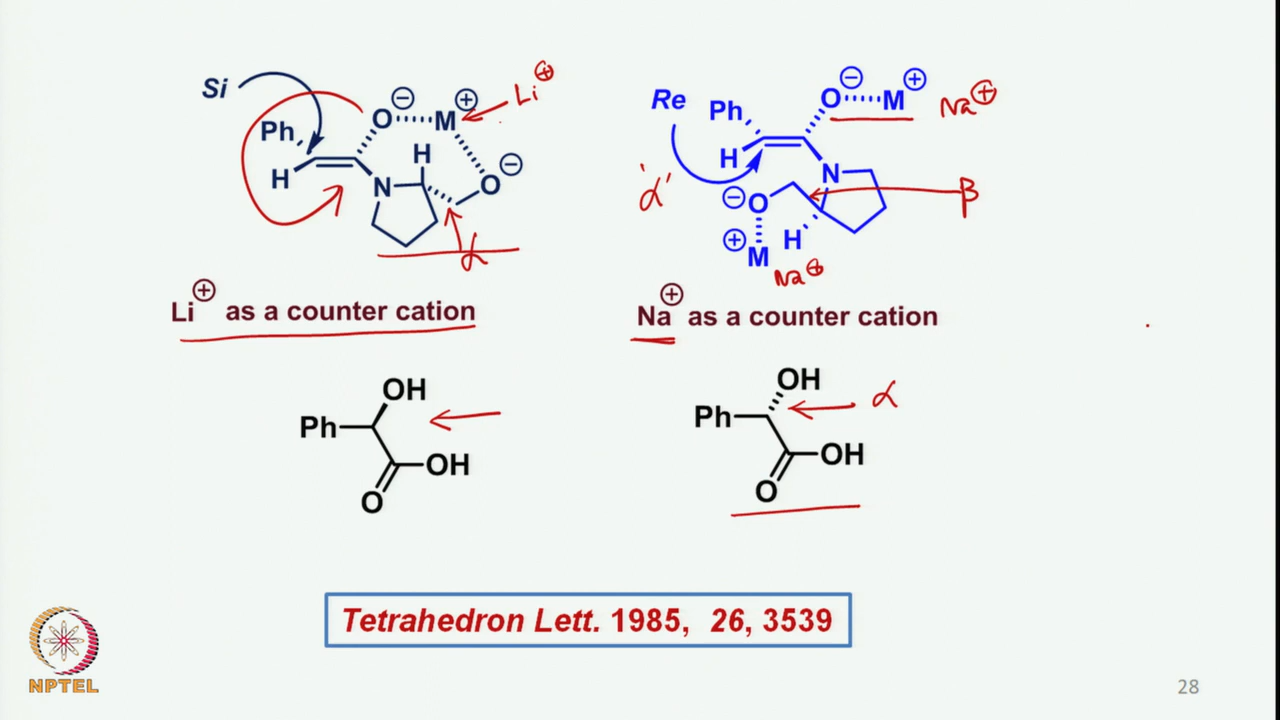 Si
Ph
H
O ⊖ M ⊕
Li ⊕
H
N
O ⊖
α
Re
Ph
H
O ⊖ M ⊕
Na ⊕
N
'α'
⊖ O
β
⊕ M
H
Na ⊕
Li ⊕ as a counter cation
Na ⊕ as a counter cation
OH
Ph
OH
O
OH
α
Ph
OH
O
Tetrahedron Lett. 1985, 26, 3539
NPTEL
28